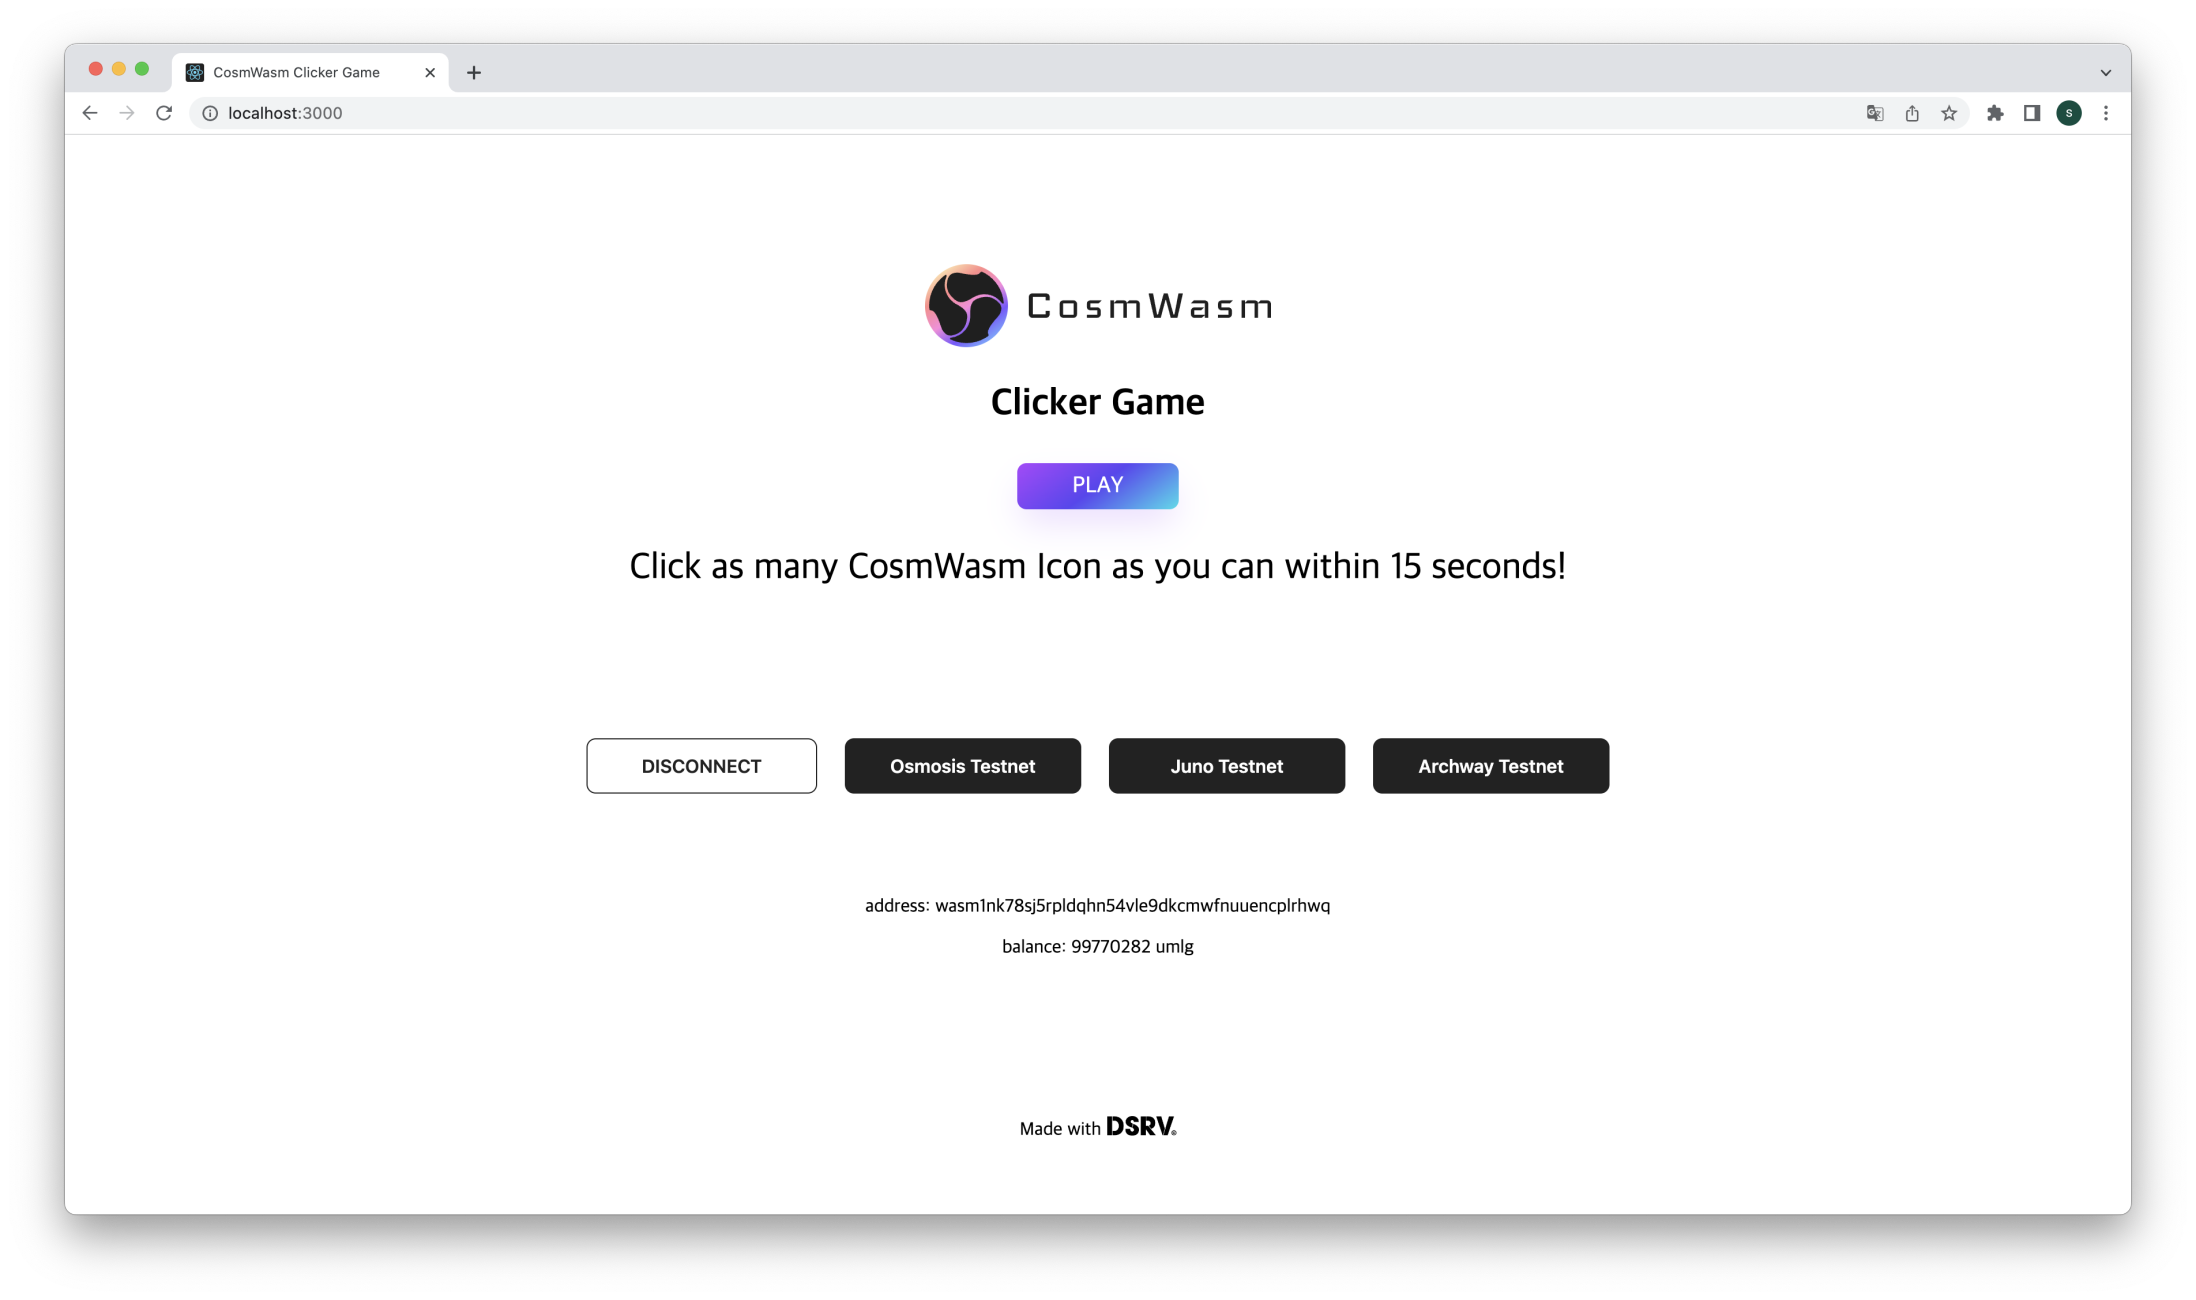 CosmWasm Clicker Game
localhost:3000
S
CosmWasm
Clicker Game
PLAY
Click as many CosmWasm Icon as you can within 15 seconds!
DISCONNECT Osmosis Testnet Juno Testnet Archway Testnet
address: wasm1nk78sj5rpldqhn54vle9dkcmwfnuuencplrhwq
balance: 99770282 umlg
Made with DSRV®